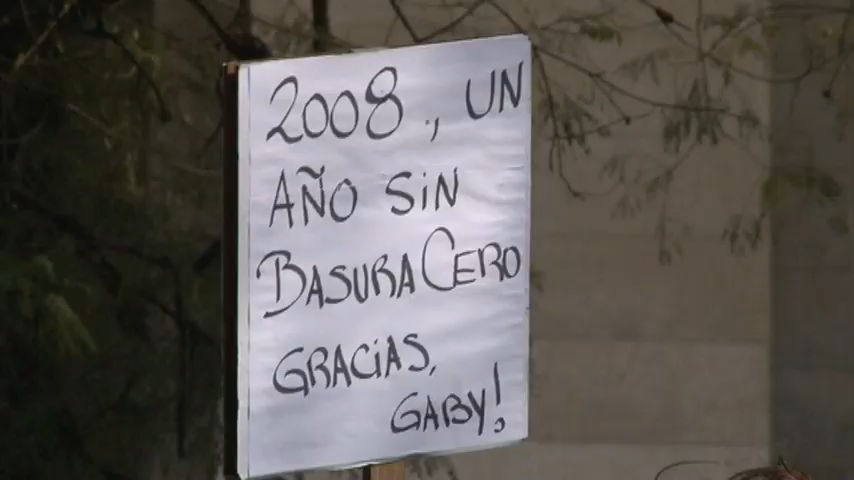 2008., UN
AÑO SiN
BASURA CERO
GRACiAS,
GABY!